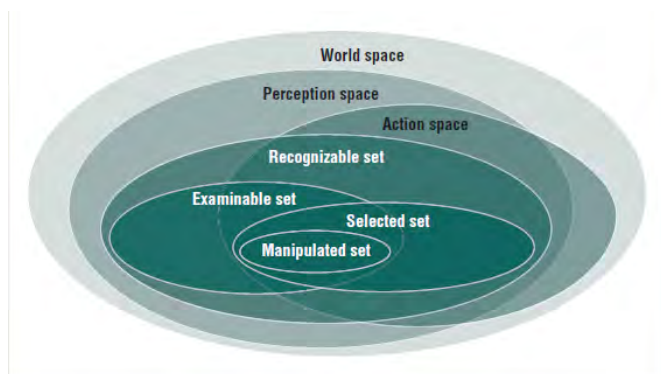 World space
Perception space
Action space
Recognizable set
Examinable set
Selected set
Manipulated set